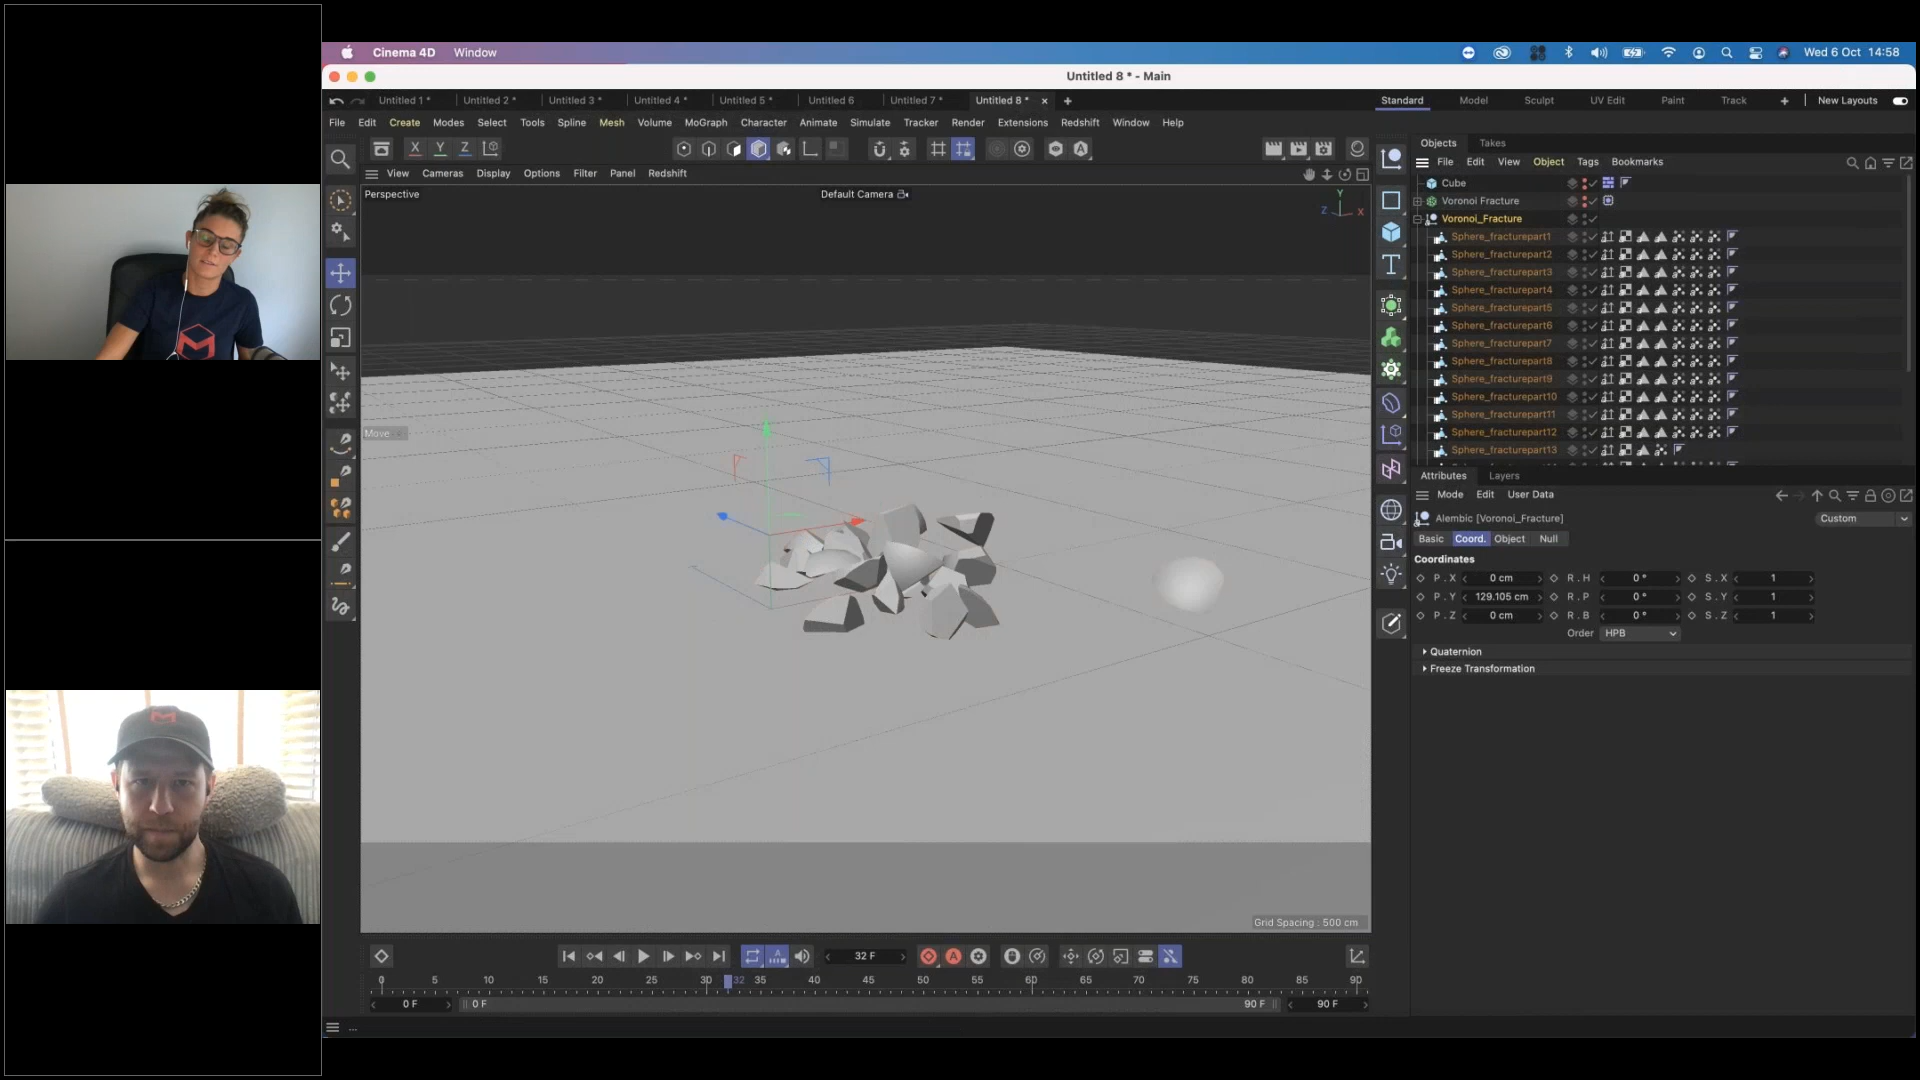 Cinema 4D Window Wed 6 Oct 14:58
Untitled 8 * - Main
Untitled 1 * Untitled 2 * Untitled 3 * Untitled 4 * Untitled 5 * Untitled 6 Untitled 7 * Untitled 8 * Standard Model Sculpt UV Edit Paint Track New Layouts
File Edit Create Modes Select Tools Spline Mesh Volume MoGraph Character Animate Simulate Tracker Render Extensions Redshift Window Help
X Y Z
View Cameras Display Options Filter Panel Redshift
Perspective Default Camera
Y
Z X
Move
Grid Spacing : 500 cm
Objects Takes
File Edit View Object Tags Bookmarks
Cube
Voronoi Fracture
Voronoi_Fracture
Sphere_fracturepart1
Sphere_fracturepart2
Sphere_fracturepart3
Sphere_fracturepart4
Sphere_fracturepart5
Sphere_fracturepart6
Sphere_fracturepart7
Sphere_fracturepart8
Sphere_fracturepart9
Sphere_fracturepart10
Sphere_fracturepart11
Sphere_fracturepart12
Sphere_fracturepart13
Attributes Layers
Mode Edit User Data
Alembic [Voronoi_Fracture] Custom
Basic Coord. Object Null
Coordinates
P . X 0 cm R . H 0 ° S . X 1
P . Y 129.105 cm R . P 0 ° S . Y 1
P . Z 0 cm R . B 0 ° S . Z 1
Order HPB
Quaternion
Freeze Transformation
32 F
0 5 10 15 20 25 30 32 35 40 45 50 55 60 65 70 75 80 85 90
0 F 0 F 90 F 90 F
...